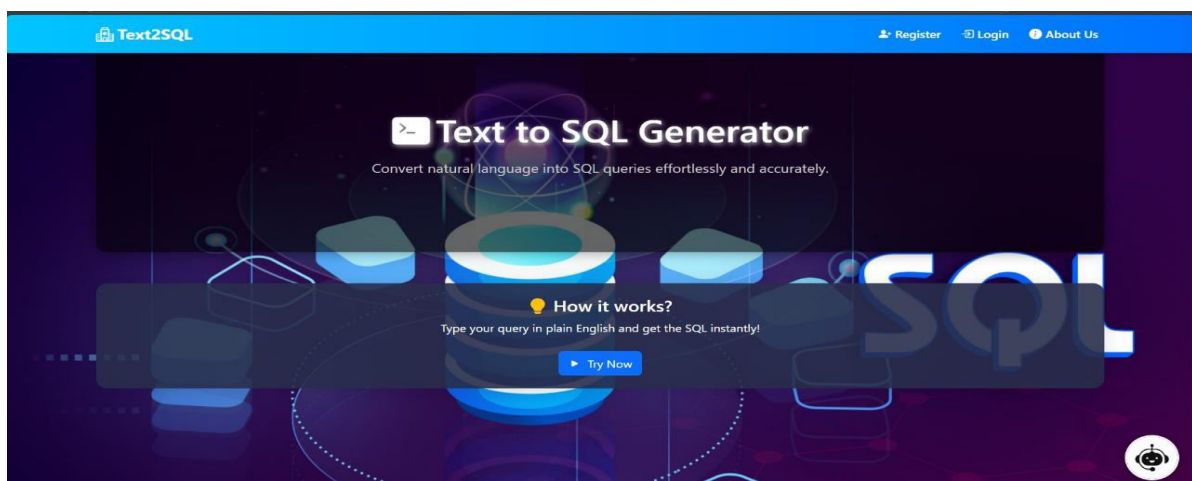 Text2SQL
Register Login About Us
>_ Text to SQL Generator
Convert natural language into SQL queries effortlessly and accurately.
SQL
How it works?
Type your query in plain English and get the SQL instantly!
Try Now